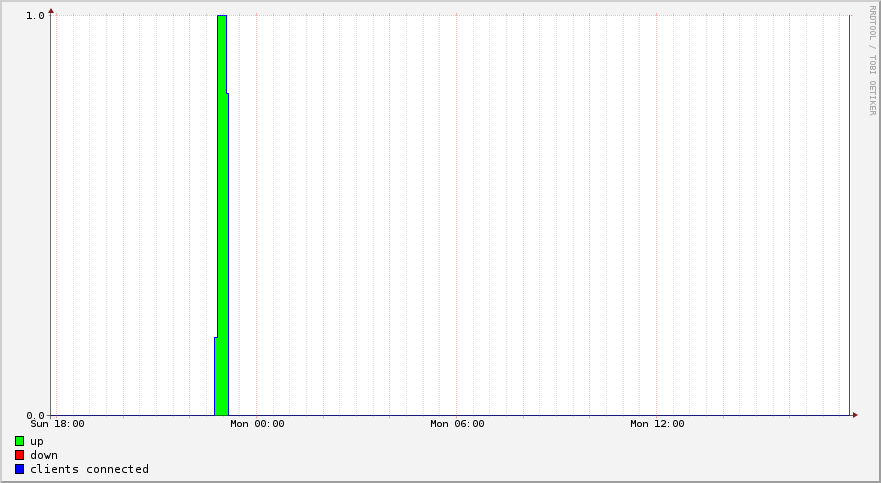 RRDTOOL / TOBI OETIKER
1.0
0.0
Sun 18:00 Mon 00:00 Mon 06:00 Mon 12:00
up
down
clients connected